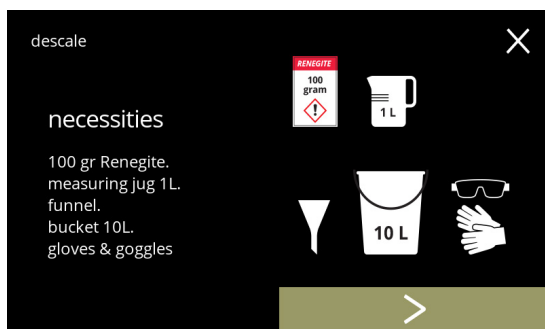 descale
necessities
100 gr Renegite.
measuring jug 1L.
funnel.
bucket 10L.
gloves & goggles
RENEGITE
100
gram
!
1 L
10 L